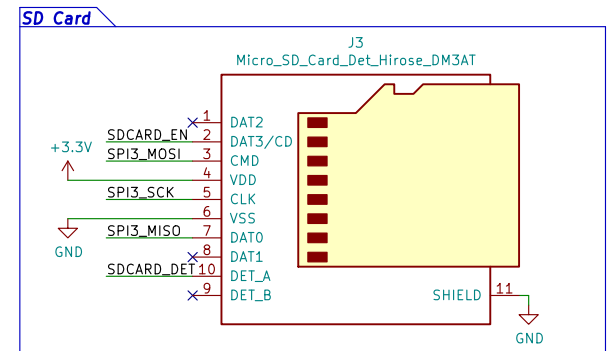 SD Card
J3
Micro_SD_Card_Det_Hirose_DM3AT
1 DAT2
SDCARD_EN 2 DAT3/CD
+3.3V SPI3_MOSI 3 CMD
4 VDD
SPI3_SCK 5 CLK
6 VSS
SPI3_MISO 7 DAT0
GND 8 DAT1
SDCARD_DET 10 DET_A
9 DET_B SHIELD 11
GND